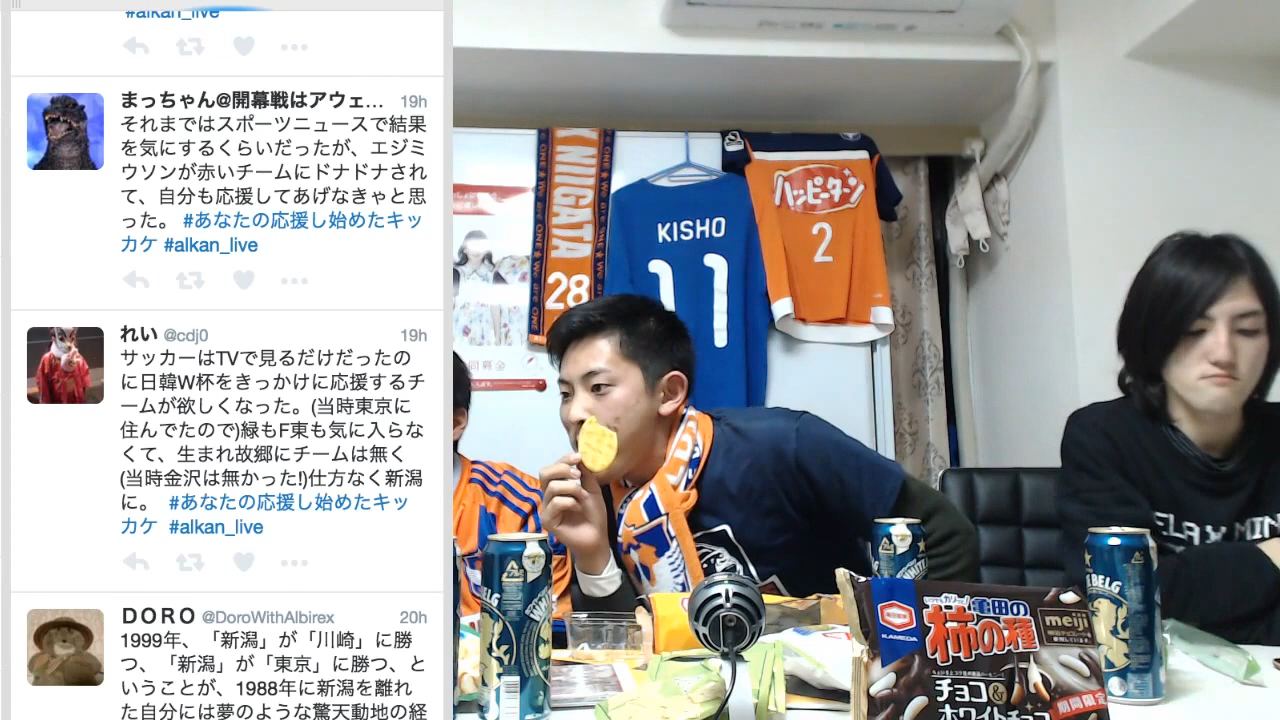 #alkan_live
まっちゃん@開幕戦はアウェ... 19h
それまではスポーツニュースで結果
を気にするくらいだったが、エジミ
ウソンが赤いチームにドナドナされ
て、自分も応援してあげなきゃと思
った。 #あなたの応援し始めたキッ
カケ #alkan_live
れい @cdj0 19h
サッカーはTVで見るだけだったの
に日韓W杯をきっかけに応援するチ
ームが欲しくなった。(当時東京に
住んでたので)緑もF東も気に入らな
くて、生まれ故郷にチームは無く
(当時金沢は無かった!)仕方なく新潟
に。 #あなたの応援し始めたキッ
カケ #alkan_live
DORO @DoroWithAlbirex 20h
1999年、「新潟」が「川崎」に勝
つ、「新潟」が「東京」に勝つ、と
いうことが、1988年に新潟を離れ
た自分には夢のような驚天動地の経
NIIGATA
28
We are ONE
KISHO
11
ハッピーターン
2
亀田の
柿の種
KAMEDA
meiji
チョコ&
ホワイトチョコ
期間限定
BELG